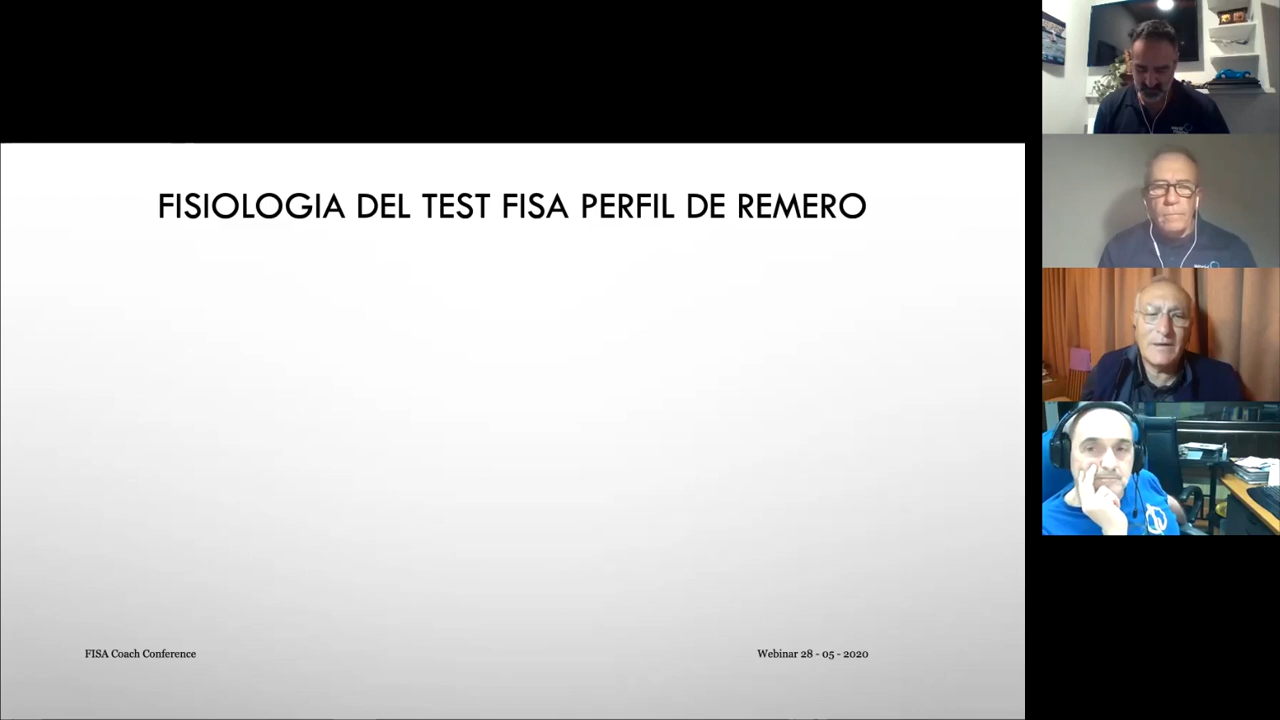 FISIOLOGIA DEL TEST FISA PERFIL DE REMERO
FISA Coach Conference
Webinar 28 - 05 - 2020